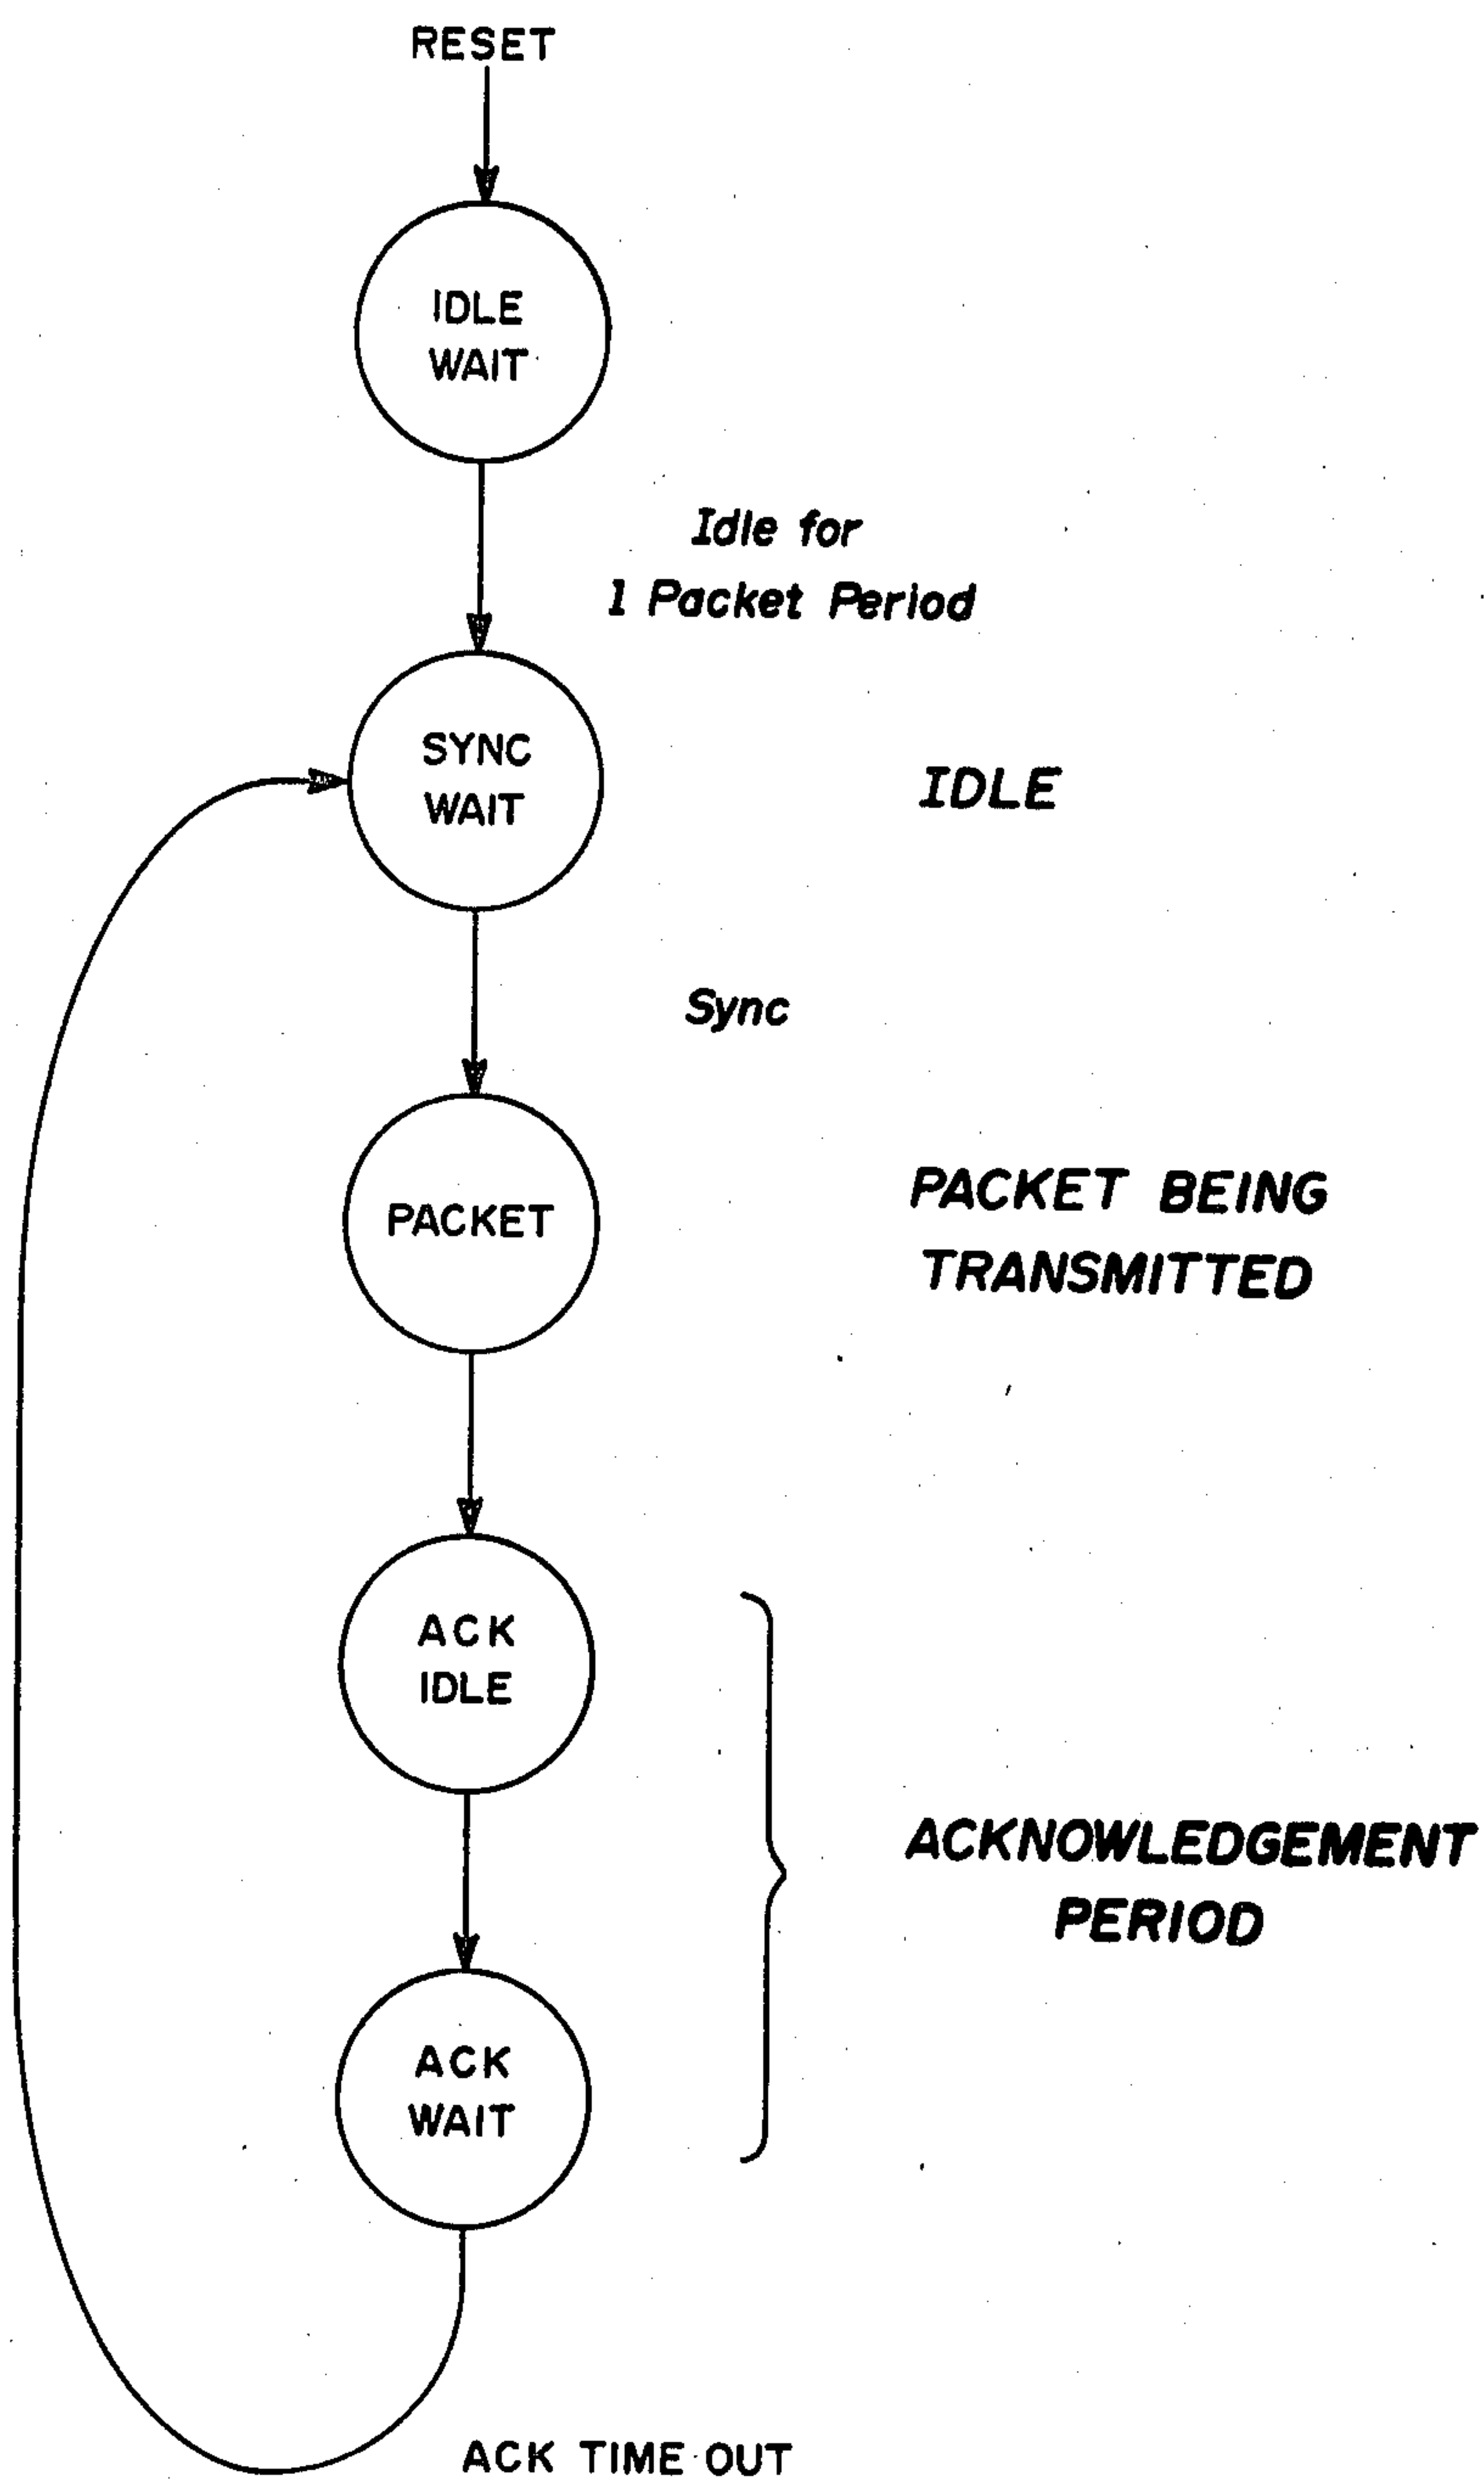 RESET
IDLE
WAIT
Idle for
1 Packet Period
SYNC
WAIT
IDLE
Sync
PACKET
PACKET BEING
TRANSMITTED
ACK
IDLE
ACKNOWLEDGEMENT
PERIOD
ACK
WAIT
ACK TIME OUT